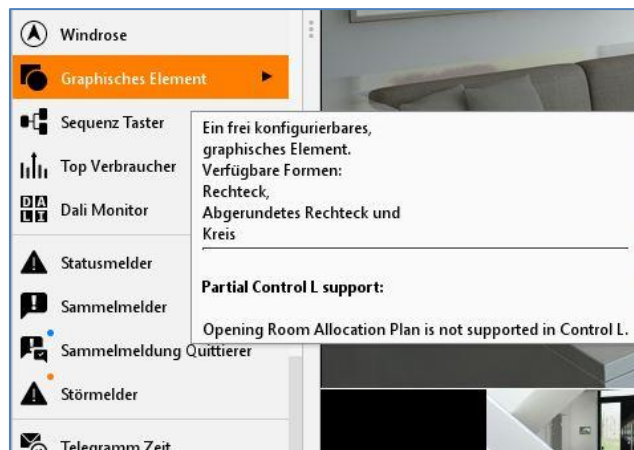 Windrose
Graphisches Element
Sequenz Taster
Top Verbraucher
DALI
Dali Monitor
Statusmelder
Sammelmelder
Sammelmeldung Quittierer
Störmelder
Telegramm Zeit
Ein frei konfigurierbares,
graphisches Element.
Verfügbare Formen:
Rechteck,
Abgerundetes Rechteck und
Kreis
Partial Control L support:
Opening Room Allocation Plan is not supported in Control L.